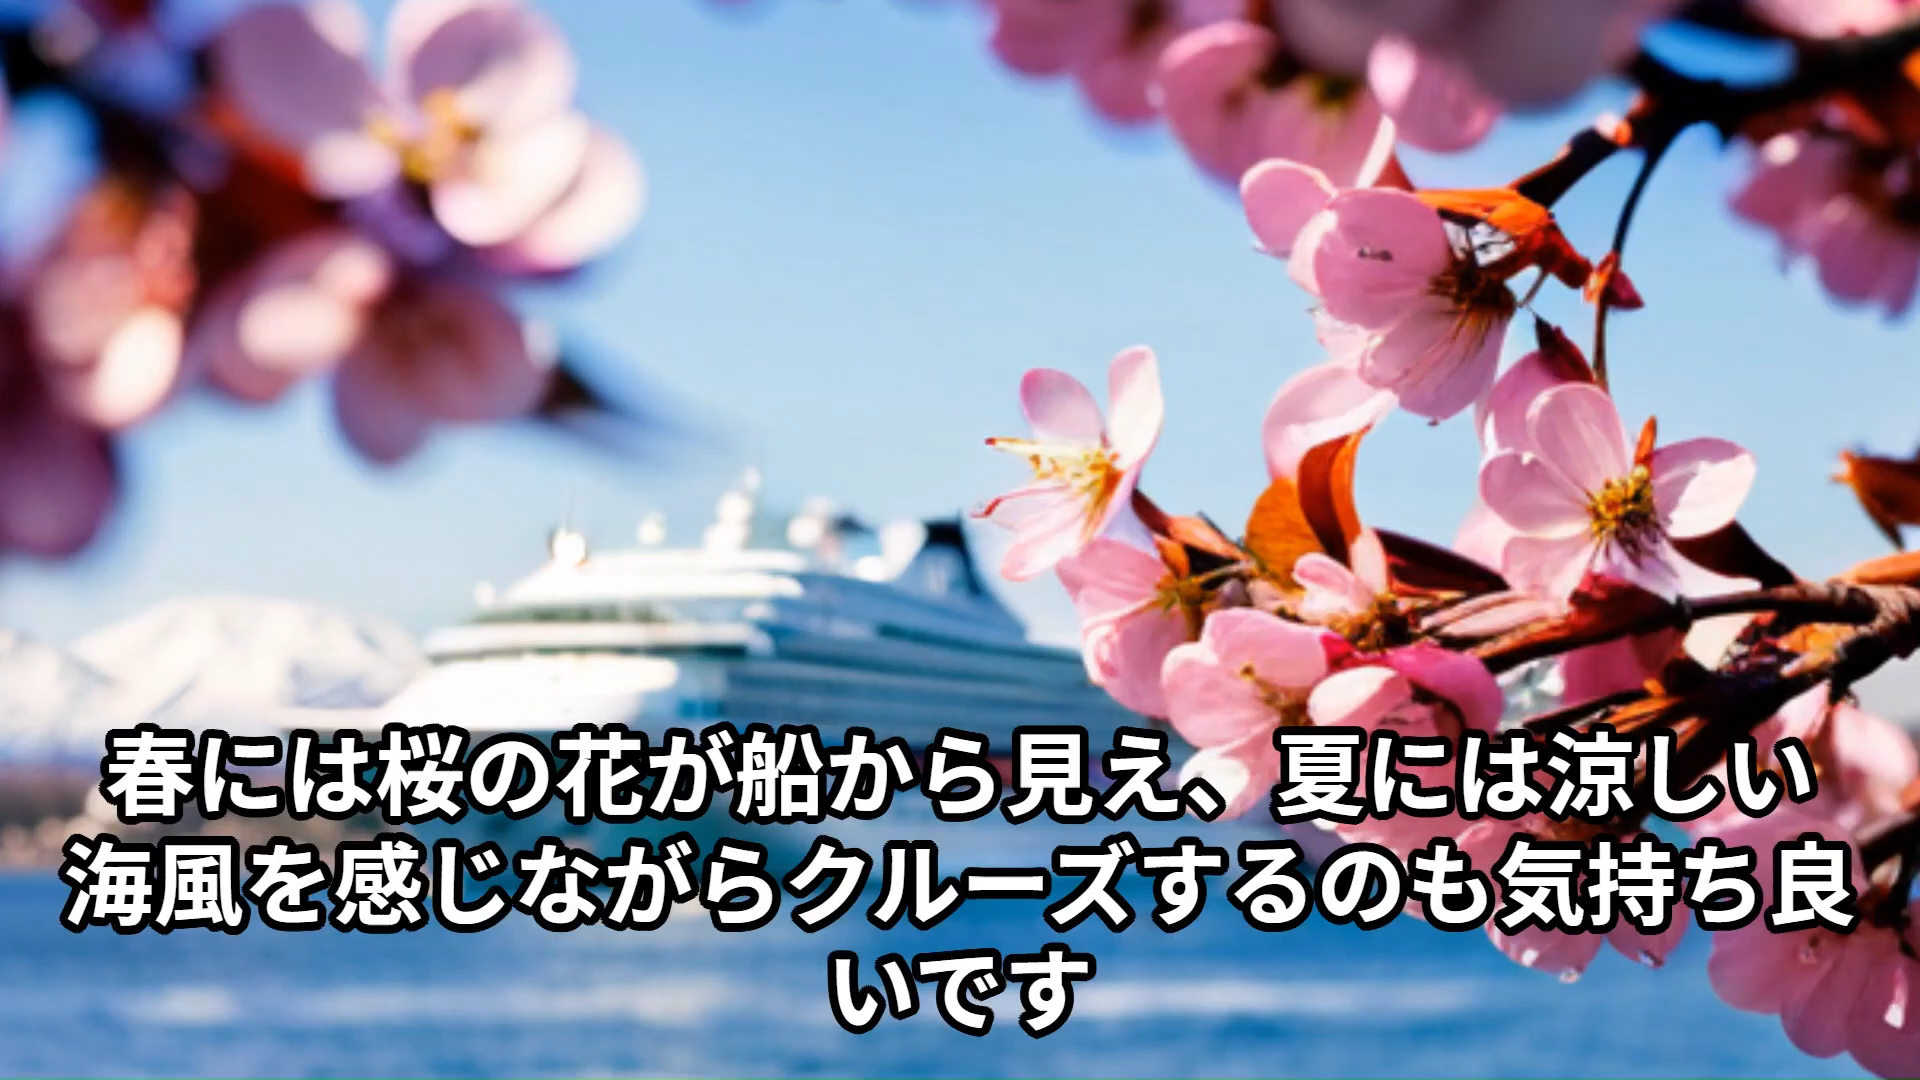 春には桜の花が船から見え、夏には涼しい
海風を感じながらクルーズするのも気持ち良
いです